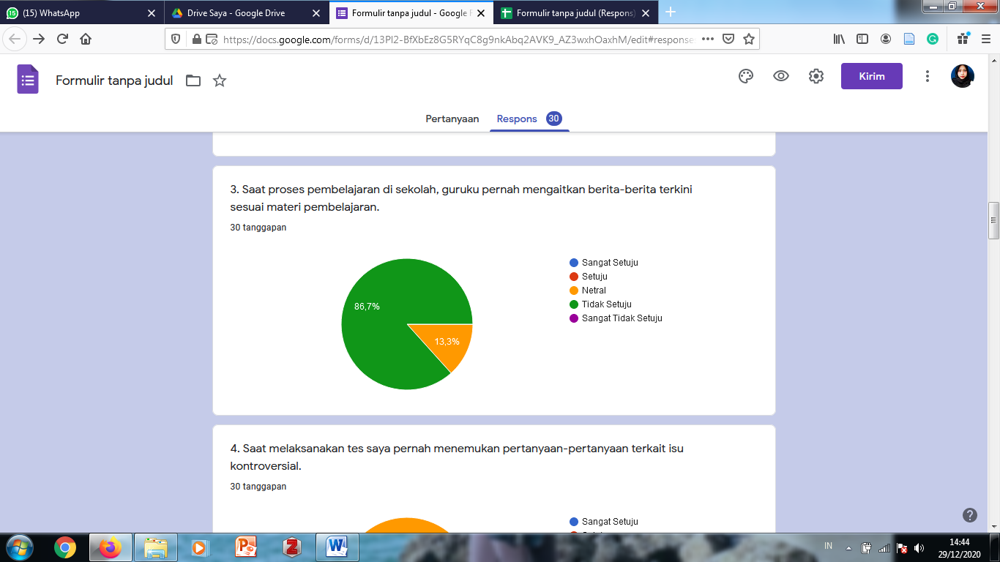 (15) WhatsApp
Drive Saya - Google Drive
Formulir tanpa judul - Google F
Formulir tanpa judul (Respons)
https://docs.google.com/forms/d/13PI2-BfXbEz8G5RYqC8g9nkAbq2AVK9_AZ3wxhOaxhM/edit#response
Formulir tanpa judul
Kirim
Pertanyaan
Respons
30
3. Saat proses pembelajaran di sekolah, guruku pernah mengaitkan berita-berita terkini
sesuai materi pembelajaran.
30 tanggapan
86,7%
13,3%
Sangat Setuju
Setuju
Netral
Tidak Setuju
Sangat Tidak Setuju
4. Saat melaksanakan tes saya pernah menemukan pertanyaan-pertanyaan terkait isu
kontroversial.
30 tanggapan
Sangat Setuju
IN
14:44
29/12/2020